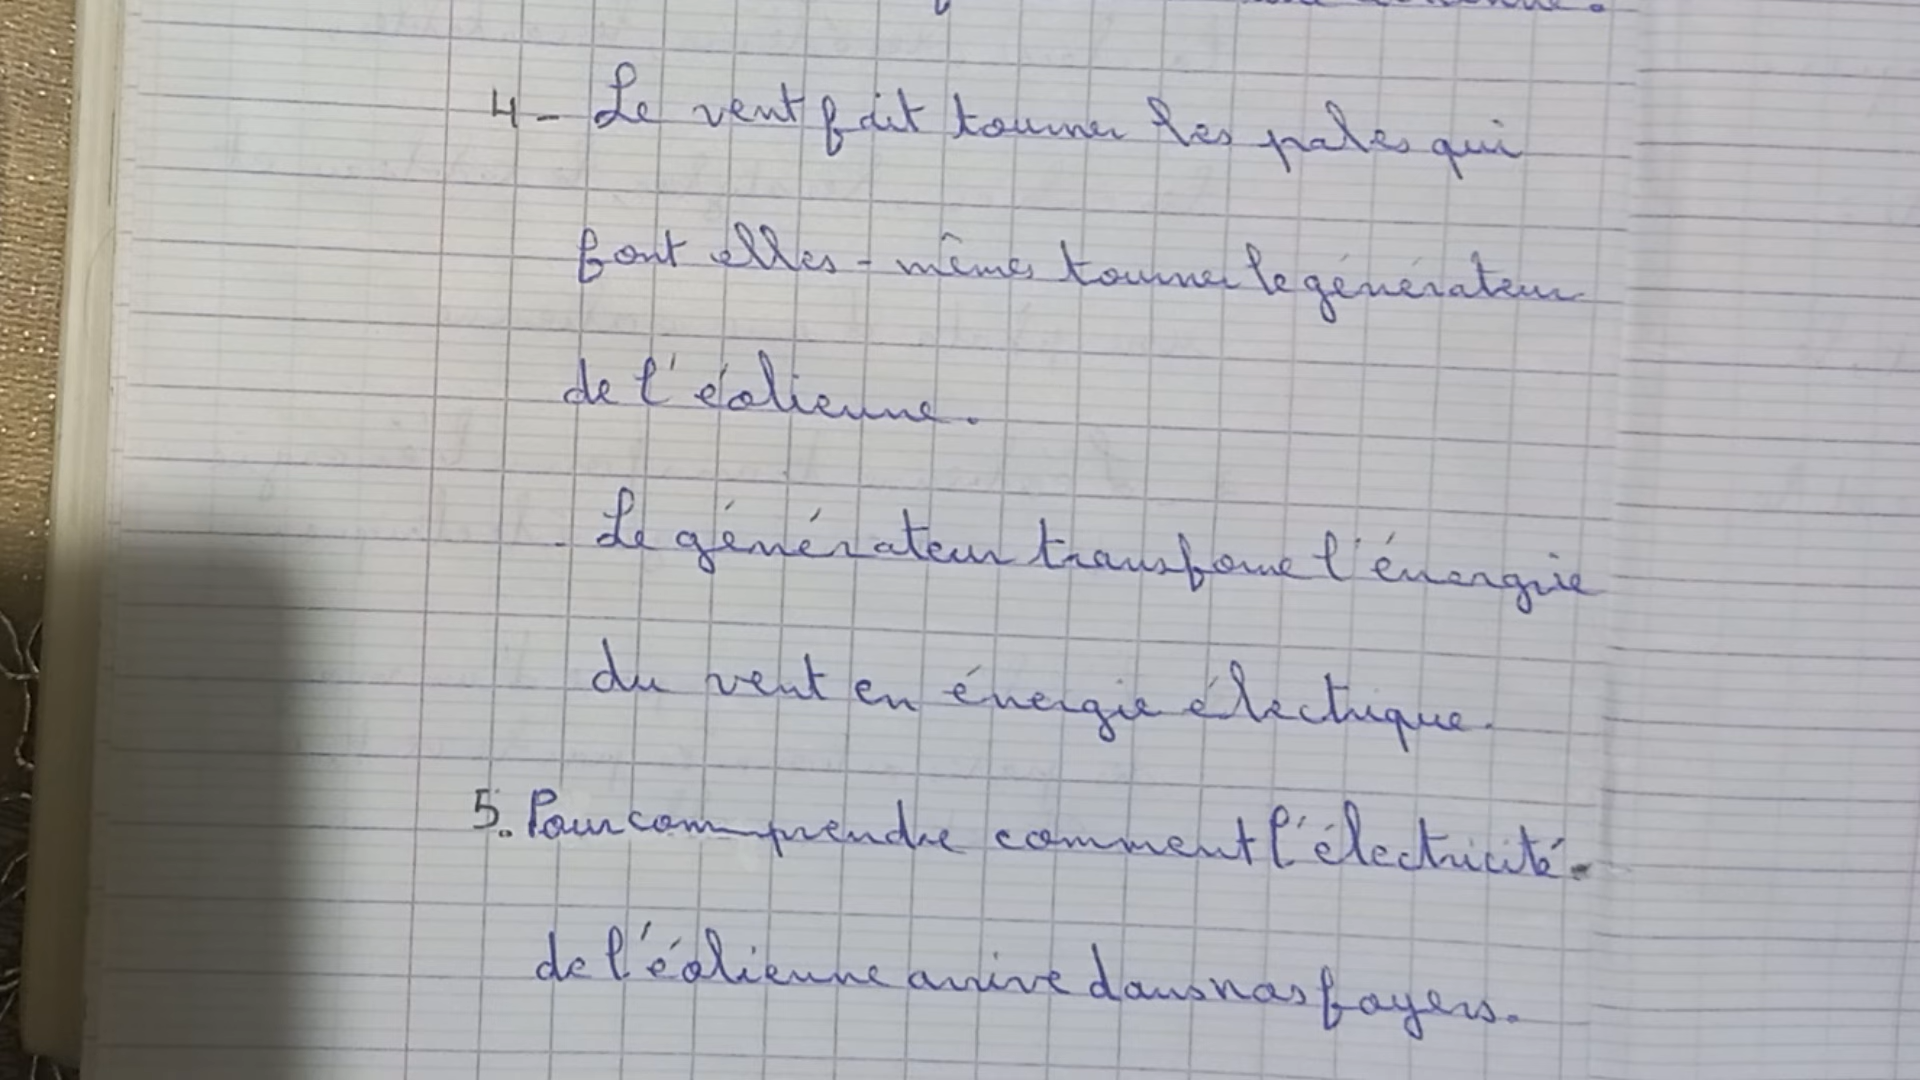 4- Le vent fait tourner les pales qui
font elles-mêmes tourner le générateur
de l'éolienne.
- Le générateur transforme l'énergie
du vent en énergie électrique.
5. Pour comprendre comment l'électricité
de l'éolienne arrive dans nos foyers.